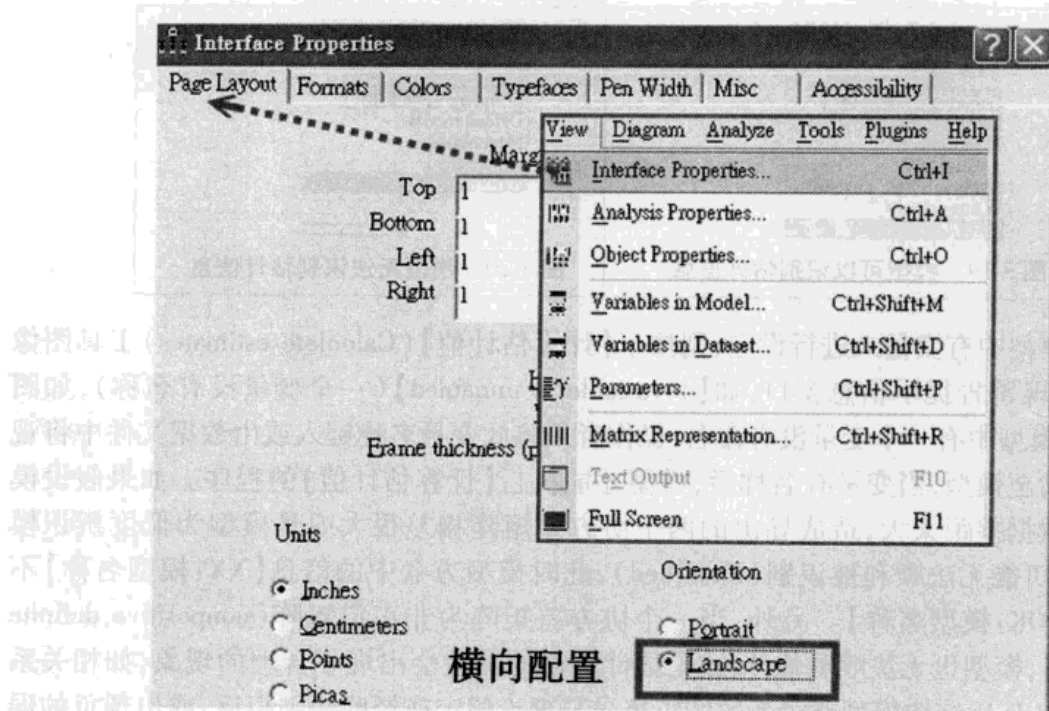 Interface Properties
Page Layout Formats Colors Typefaces Pen Width Misc Accessibility
View Diagram Analyze Tools Plugins Help
Interface Properties... Ctrl+I
Analysis Properties... Ctrl+A
Object Properties... Ctrl+O
Variables in Model... Ctrl+Shift+M
Variables in Dataset... Ctrl+Shift+D
Parameters... Ctrl+Shift+P
Matrix Representation... Ctrl+Shift+R
Text Output F10
Full Screen F11
Marg
Top 1
Bottom 1
Left 1
Right 1
Frame thickness (p
Units
Inches
Centimeters
Points
Picas
Orientation
Portrait
横向配置 Landscape